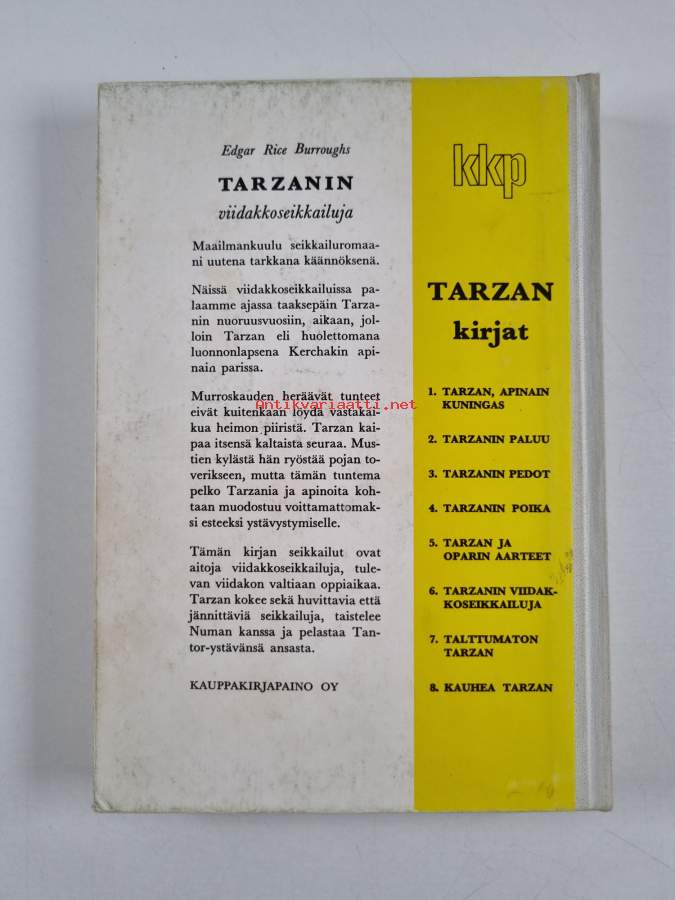 Edgar Rice Burroughs
TARZANIN
viidakkoseikkailuja
Maailmankuulu seikkailuromaa-
ni uutena tarkkana käännöksenä.
Näissä viidakkoseikkailuissa pa-
laamme ajassa taaksepäin Tarza-
nin nuoruusvuosiin, aikaan, jol-
loin Tarzan eli huolettomana
luonnonlapsena Kerchakin api-
nain parissa.
Murroskauden heräävät tunteet
eivät kuitenkaan löydä vastakai-
kua heimon piiristä. Tarzan kai-
paa itsensä kaltaista seuraa. Mus-
tien kylästä hän ryöstää pojan to-
verikseen, mutta tämän tuntema
pelko Tarzania ja apinoita koh-
taan muodostuu voittamattomak-
si esteeksi ystävystymiselle.
Tämän kirjan seikkailut ovat
aitoja viidakkoseikkailuja, tule-
van viidakon valtiaan oppiaika.
Tarzan kokee sekä huvittavia että
jännittäviä seikkailuja, taistelee
Numan kanssa ja pelastaa Tan-
tor-ystävänsä ansasta.
KAUPPAKIRJAPAINO OY
kkp
TARZAN
kirjat
1. TARZAN, APINAIN
KUNINGAS
2. TARZANIN PALUU
3. TARZANIN PEDOT
4. TARZANIN POIKA
5. TARZAN JA
OPARIN AARTEET
6. TARZANIN VIIDAK-
KOSEIKKAILUJA
7. TALTTUMATON
TARZAN
8. KAUHEA TARZAN
Antikvariaatti.net